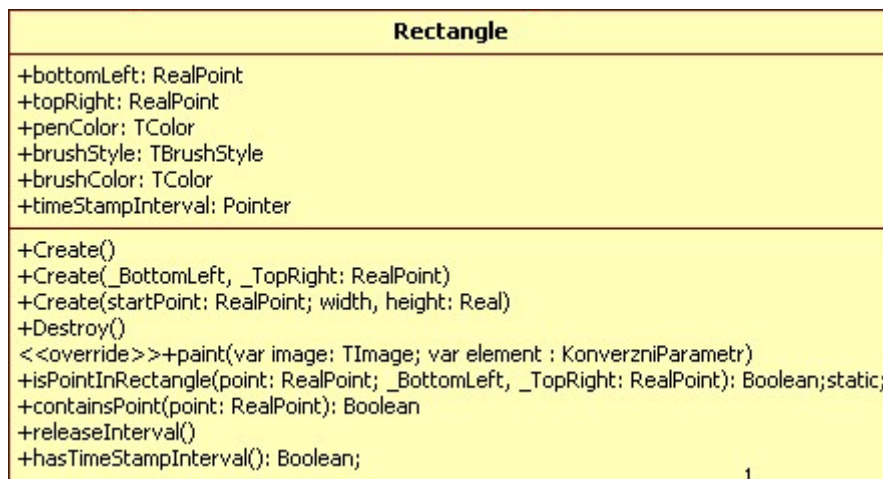 Rectangle
+bottomLeft: RealPoint
+topRight: RealPoint
+penColor: TColor
+brushStyle: TBrushStyle
+brushColor: TColor
+timeStampInterval: Pointer
+Create()
+Create(_BottomLeft, _TopRight: RealPoint)
+Create(startPoint: RealPoint; width, height: Real)
+Destroy()
<<override>>+paint(var image: TImage; var element : KonverzniParametr)
+isPointInRectangle(point: RealPoint; _BottomLeft, _TopRight: RealPoint): Boolean;static;
+containsPoint(point: RealPoint): Boolean
+releaseInterval()
+hasTimeStampInterval(): Boolean;
1